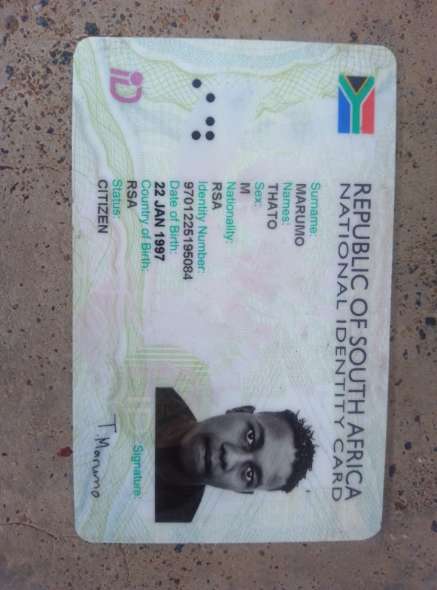 REPUBLIC OF SOUTH AFRICA
NATIONAL IDENTITY CARD
Surname:
MARUMO
Names:
THATO
Sex:
M
Nationality:
RSA
Identity Number:
9701225195084
Date of Birth:
22 JAN 1997
Country of Birth:
RSA
Status:
CITIZEN
Signature:
T.Marumo
iD